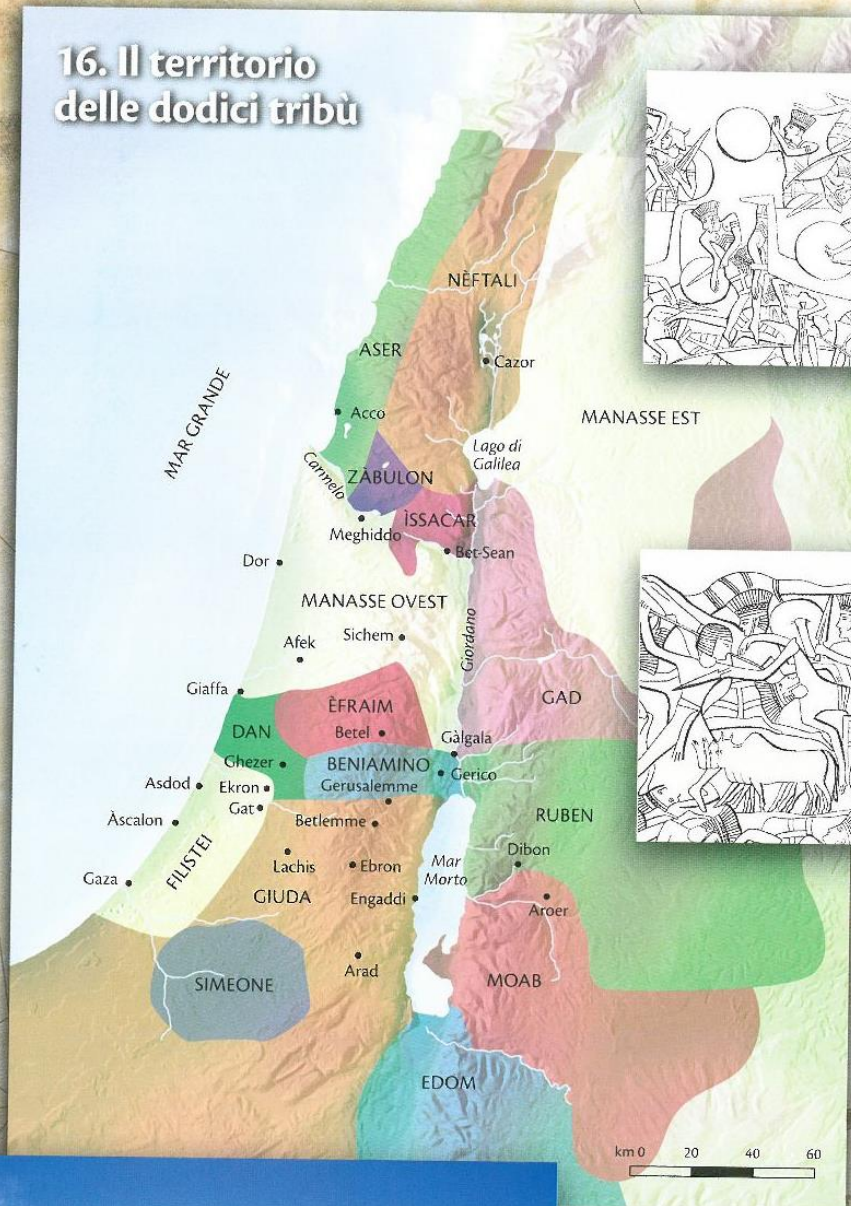 16. Il territorio
delle dodici tribù
NÈFTALI
ASER
Cazor
MAR GRANDE
Acco
MANASSE EST
Lago di
Galilea
Carmelo
ZÀBULON
ÌSSACAR
Meghiddo
Bet-Sean
Dor
MANASSE OVEST
Giordano
Sichem
Afek
Giaffa
ÈFRAIM
GAD
DAN
Betel
Gàlgala
Ghezer
BENIAMINO
Gerico
Asdod
Ekron
Gerusalemme
Gat
RUBEN
Àscalon
Betlemme
FILISTEI
Dibon
Lachis
Ebron
Mar
Morto
Gaza
GIUDA
Engaddi
Aroer
Arad
SIMEONE
MOAB
EDOM
km 0 20 40 60